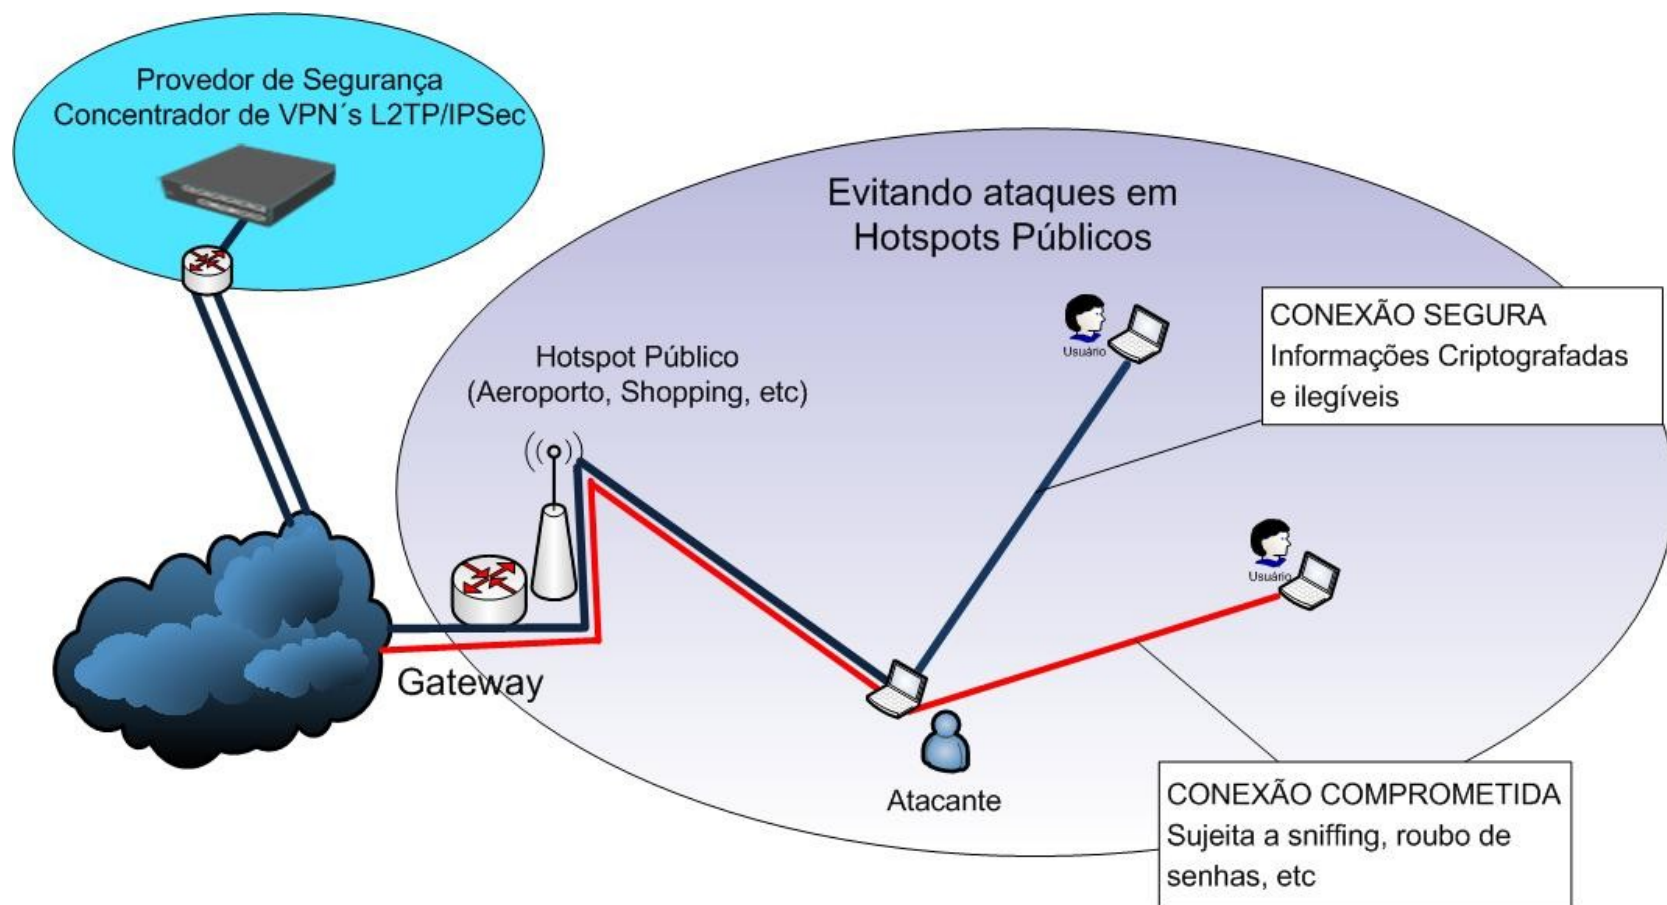 Provedor de Segurança
Concentrador de VPN´s L2TP/IPSec
Evitando ataques em
Hotspots Públicos
Hotspot Público
(Aeroporto, Shopping, etc)
Usuário
CONEXÃO SEGURA
Informações Criptografadas
e ilegíveis
Usuário
Gateway
Atacante
CONEXÃO COMPROMETIDA
Sujeita a sniffing, roubo de
senhas, etc